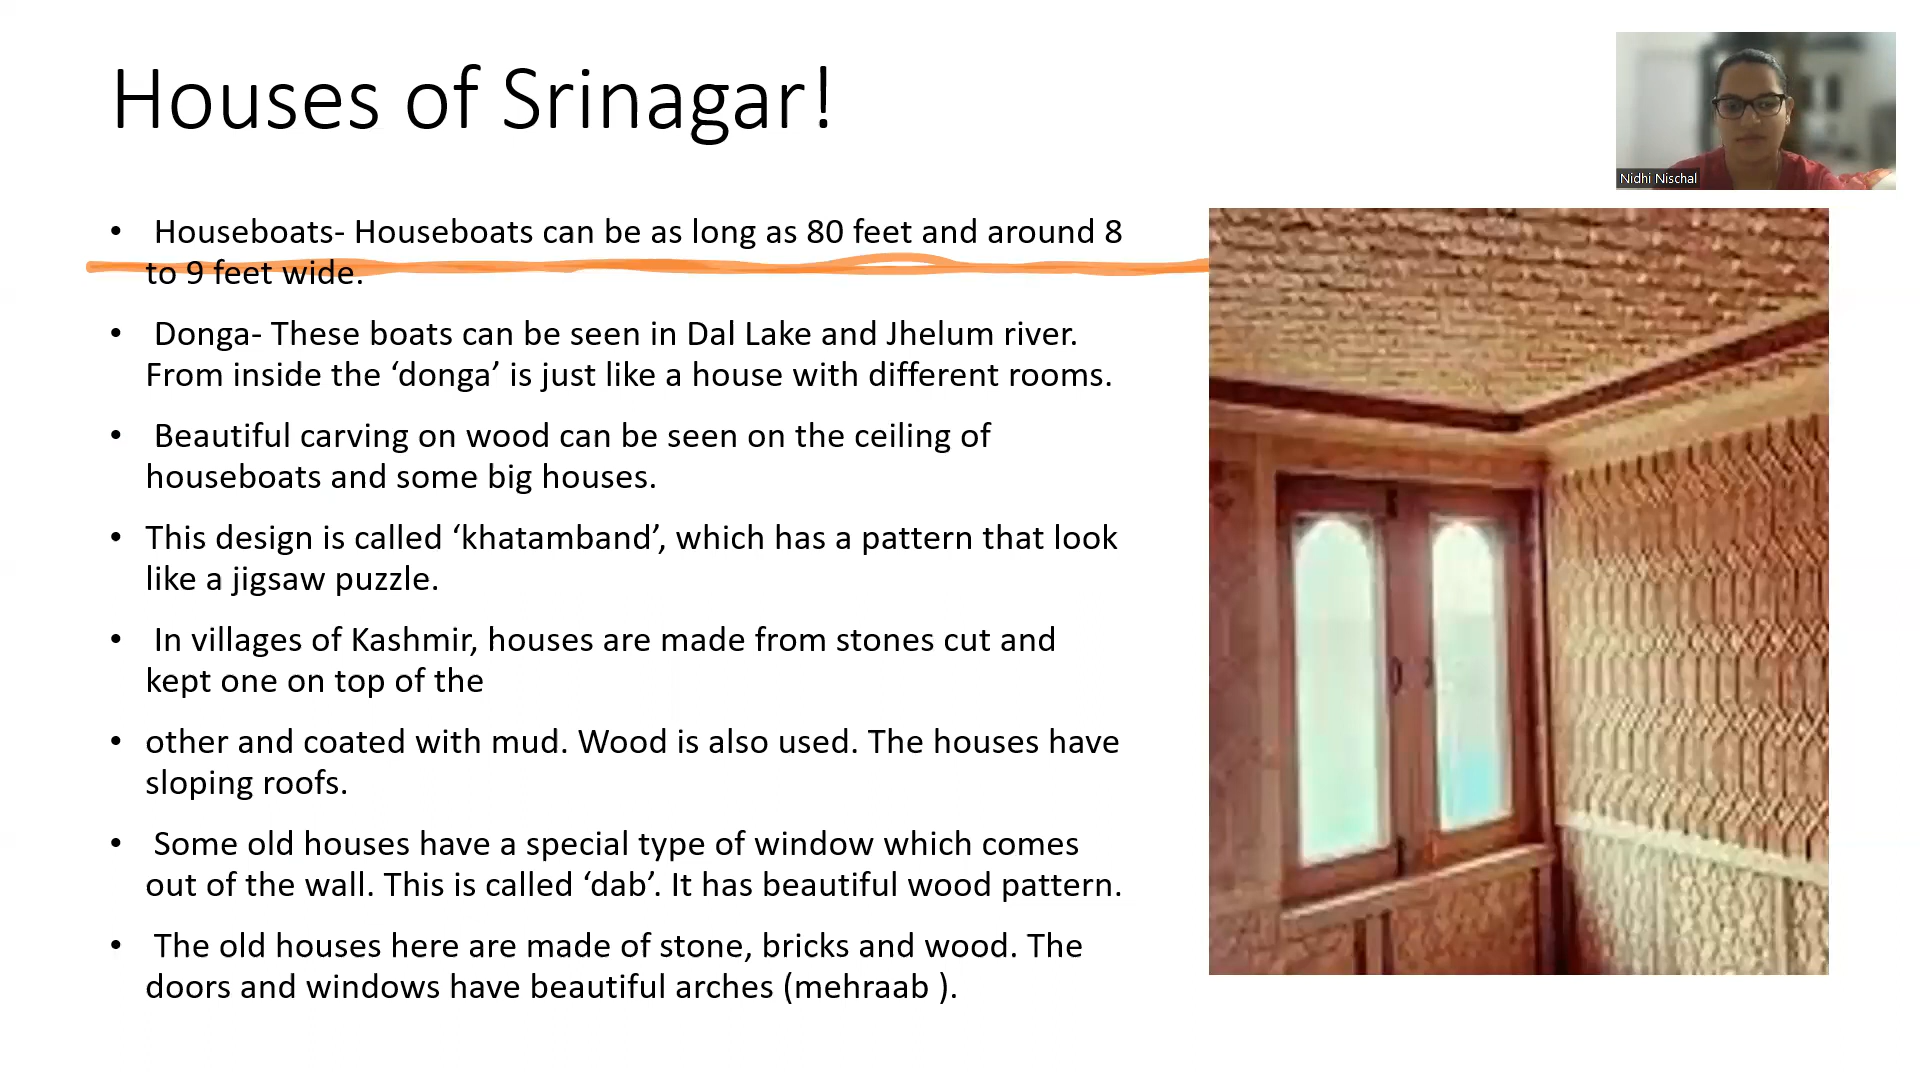 Houses of Srinagar!
Nidhi Nischal
• Houseboats- Houseboats can be as long as 80 feet and around 8
to 9 feet wide.
• Donga- These boats can be seen in Dal Lake and Jhelum river.
From inside the ‘donga’ is just like a house with different rooms.
• Beautiful carving on wood can be seen on the ceiling of
houseboats and some big houses.
• This design is called ‘khatamband’, which has a pattern that look
like a jigsaw puzzle.
• In villages of Kashmir, houses are made from stones cut and
kept one on top of the
• other and coated with mud. Wood is also used. The houses have
sloping roofs.
• Some old houses have a special type of window which comes
out of the wall. This is called ‘dab’. It has beautiful wood pattern.
• The old houses here are made of stone, bricks and wood. The
doors and windows have beautiful arches (mehraab ).